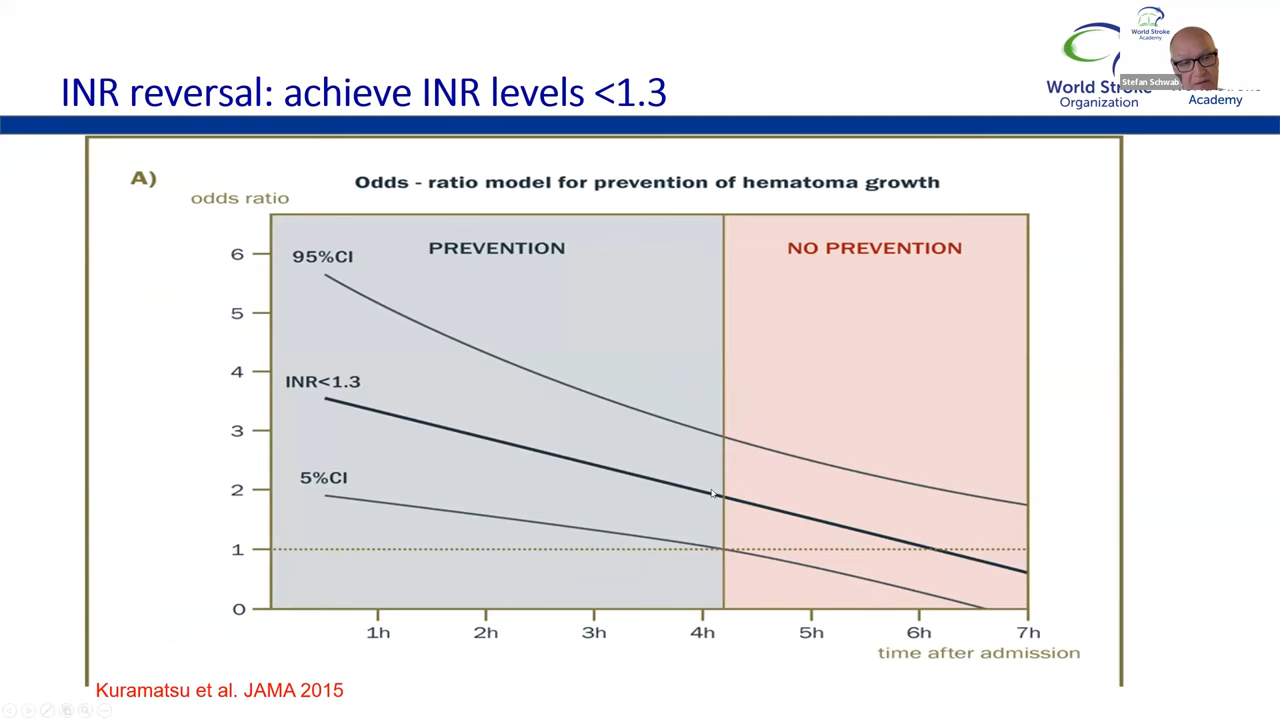 World Stroke
Academy
Stefan Schwab
World Stroke
Organization
Academy
INR reversal: achieve INR levels <1.3
A)
Odds - ratio model for prevention of hematoma growth
odds ratio
PREVENTION
NO PREVENTION
95%CI
INR<1.3
5%CI
6
5
4
3
2
1
0
1h
2h
3h
4h
5h
6h
7h
time after admission
Kuramatsu et al. JAMA 2015